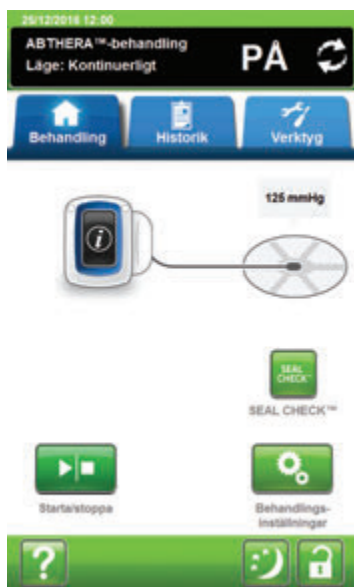 25/12/2016 12:00
ABTHERA™-behandling
Läge: Kontinuerligt
PÅ
Behandling
Historik
Verktyg
125 mmHg
i
SEAL
CHECK™
SEAL CHECK™
Starta/stoppa
Behandlings-
inställningar
?